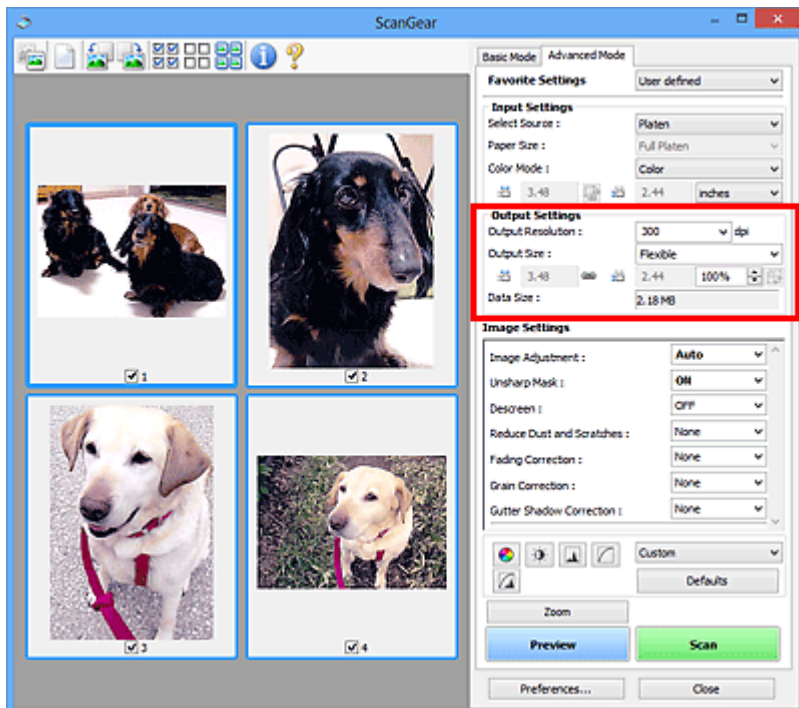 ScanGear
Basic Mode Advanced Mode
Favorite Settings User defined
Input Settings
Select Source : Platen
Paper Size : Full Platen
Color Mode : Color
3.48 2.44 inches
Output Settings
Output Resolution : 300 dpi
Output Size : Flexible
3.48 2.44 100%
Data Size : 2.18 MB
Image Settings
Image Adjustment : Auto
Unsharp Mask : ON
Descreen : OFF
Reduce Dust and Scratches : None
Fading Correction : None
Grain Correction : None
Gutter Shadow Correction : None
Custom
Defaults
Zoom
Preview Scan
Preferences... Close
1
2
3
4